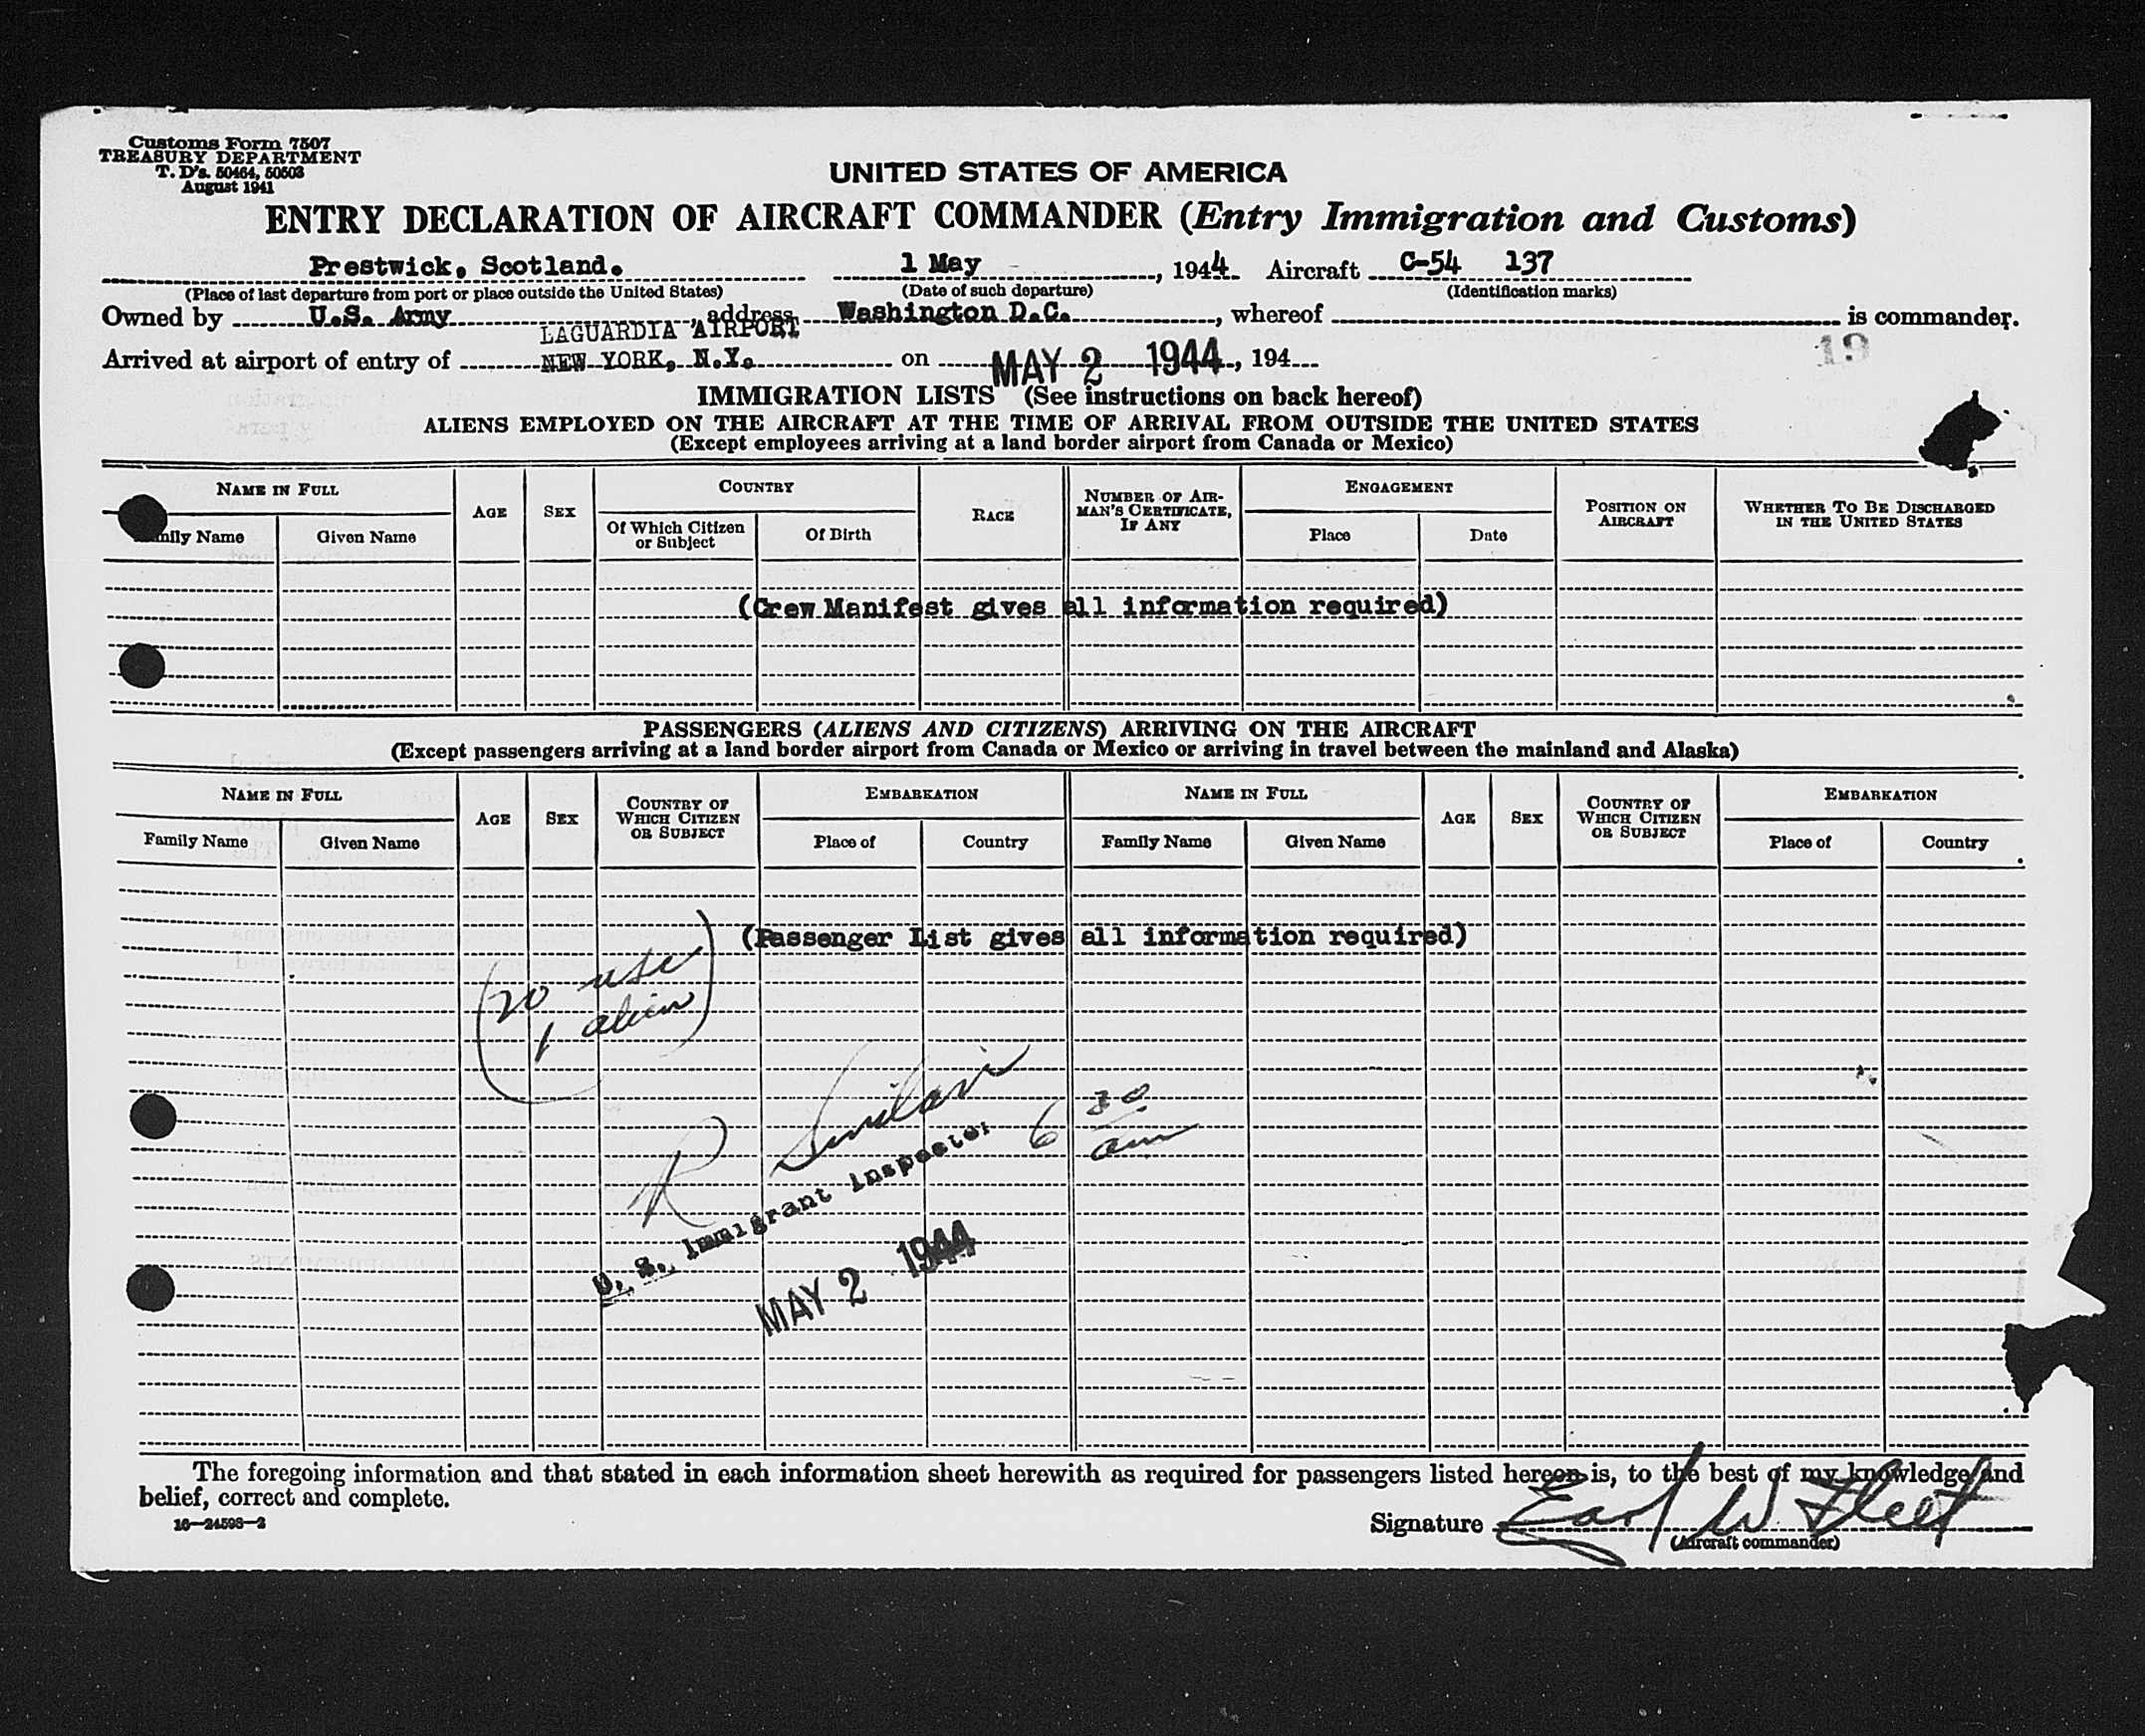 Customs Form 7507
TREASURY DEPARTMENT
T. D's. 50464, 50503
August 1941
UNITED STATES OF AMERICA
ENTRY DECLARATION OF AIRCRAFT COMMANDER (Entry Immigration and Customs)
Prestwick, Scotland. 1 May, 1944 Aircraft C-54 137
(Place of last departure from port or place outside the United States) (Date of such departure) (Identification marks)
Owned by U.S. Army, address Washington D.C., whereof is commander.
LAGUARDIA AIRPORT
Arrived at airport of entry of NEW YORK, N.Y. on MAY 2 1944, 194
19
IMMIGRATION LISTS (See instructions on back hereof)
ALIENS EMPLOYED ON THE AIRCRAFT AT THE TIME OF ARRIVAL FROM OUTSIDE THE UNITED STATES
(Except employees arriving at a land border airport from Canada or Mexico)
NAME IN FULL AGE SEX COUNTRY RACE NUMBER OF AIRMAN'S CERTIFICATE, IF ANY ENGAGEMENT POSITION ON AIRCRAFT WHETHER TO BE DISCHARGED IN THE UNITED STATES
mily Name Given Name Of Which Citizen or Subject Of Birth Place Date
(Crew Manifest gives all information required)
PASSENGERS (ALIENS AND CITIZENS) ARRIVING ON THE AIRCRAFT
(Except passengers arriving at a land border airport from Canada or Mexico or arriving in travel between the mainland and Alaska)
NAME IN FULL AGE SEX COUNTRY OF WHICH CITIZEN OR SUBJECT EMBARKATION NAME IN FULL AGE SEX COUNTRY OF WHICH CITIZEN OR SUBJECT EMBARKATION
Family Name Given Name Place of Country Family Name Given Name Place of Country
(Passenger List gives all information required)
(20 usc
1 alien)
R
6 30 am
U. S. Immigrant Inspector
MAY 2 1944
The foregoing information and that stated in each information sheet herewith as required for passengers listed hereon is, to the best of my knowledge and
belief, correct and complete.
16—24598-2
Signature Earl W. Fleet
(Aircraft commander)